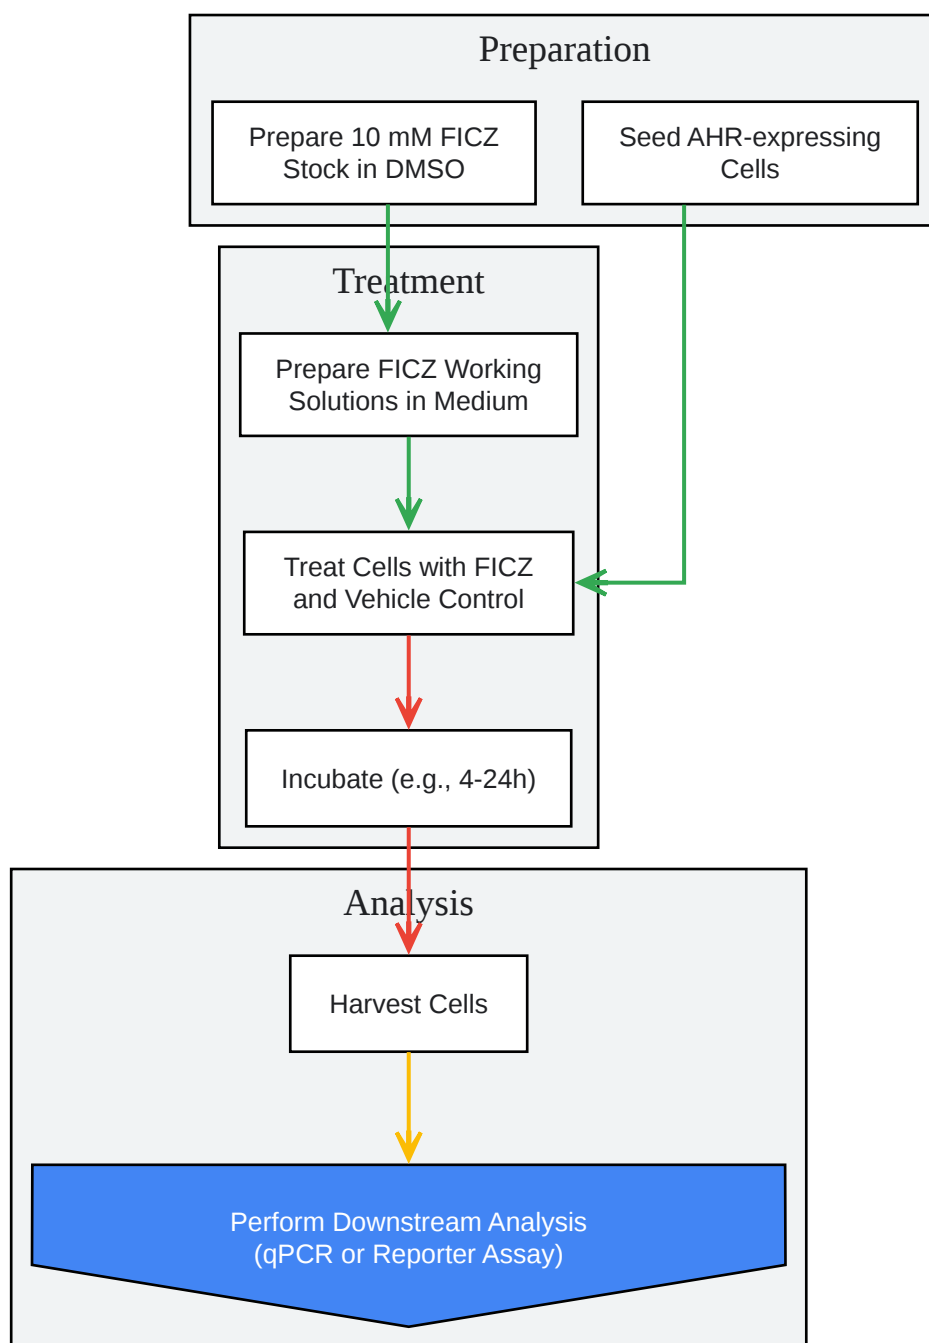 Preparation
Prepare 10 mM FICZ
Stock in DMSO
Seed AHR-expressing
Cells
Treatment
Prepare FICZ Working
Solutions in Medium
Treat Cells with FICZ
and Vehicle Control
Incubate (e.g., 4-24h)
Analysis
Harvest Cells
Perform Downstream Analysis
(qPCR or Reporter Assay)